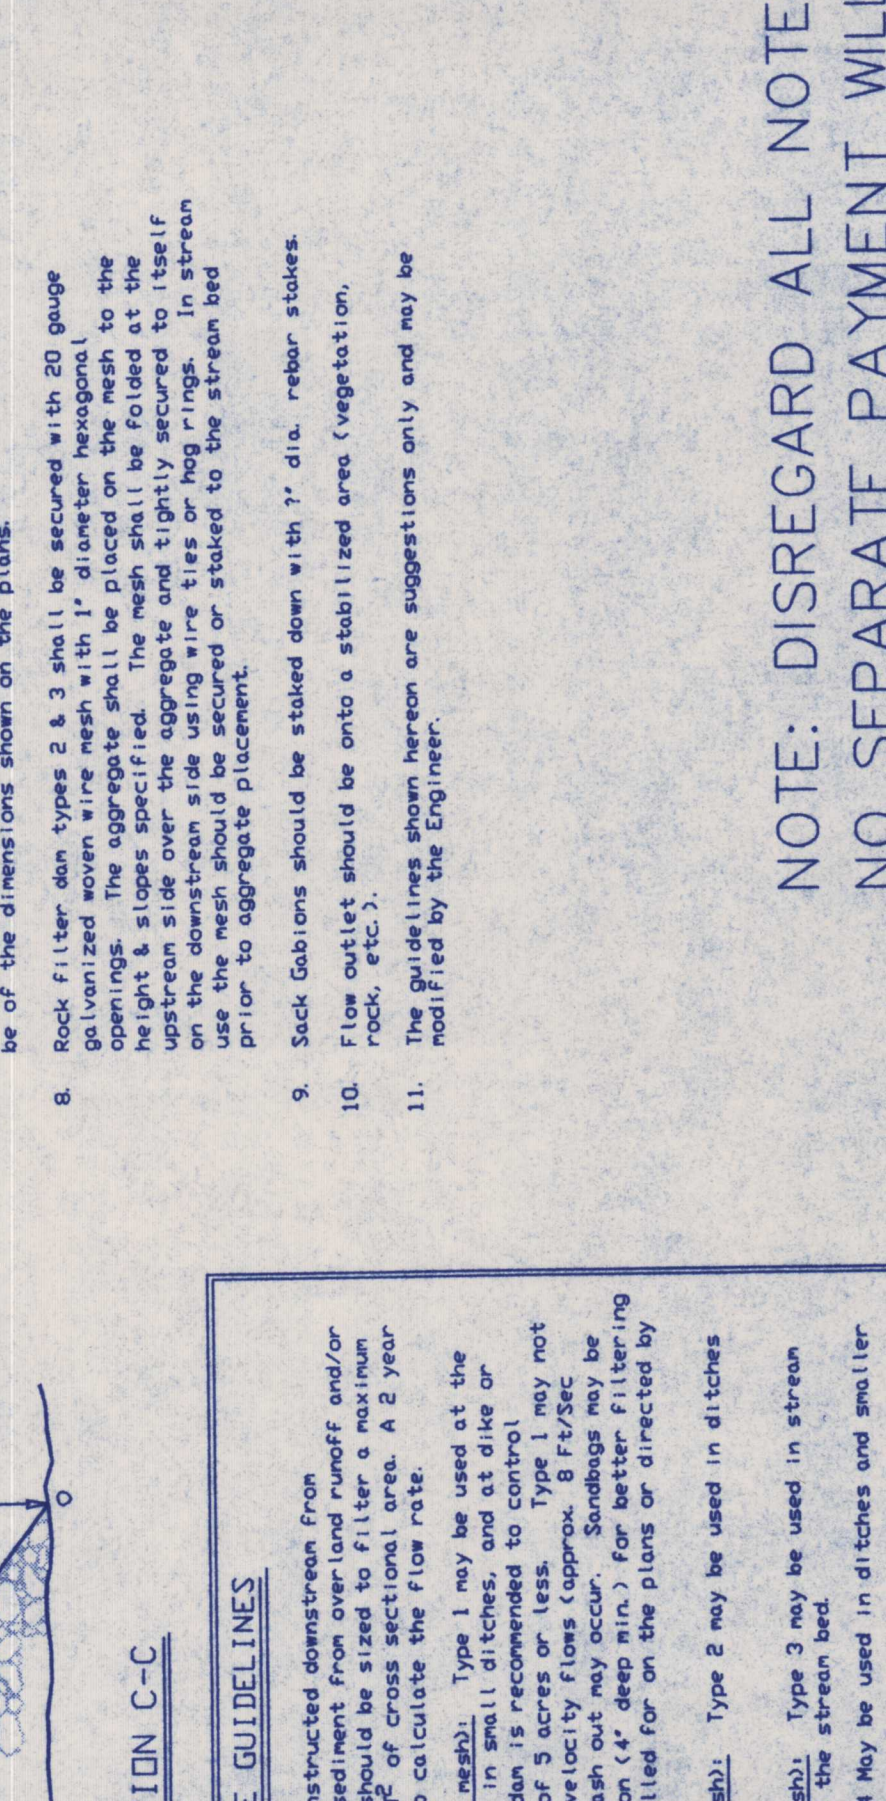 be of the dimensions shown on the plans.
8. Rock filter dam types 2 & 3 shall be secured with 20 gauge
galvanized woven wire mesh with 1" diameter hexagonal
openings. The aggregate shall be placed on the mesh to the
height & slopes specified. The mesh shall be folded at the
upstream side over the aggregate and tightly secured to itself
on the downstream side using wire ties or hog rings. In stream
use the mesh should be secured or staked to the stream bed
prior to aggregate placement.
9. Sack Gabions should be staked down with ?" dia. rebar stakes.
10. Flow outlet should be onto a stabilized area (vegetation,
rock, etc.).
11. The guidelines shown hereon are suggestions only and may be
modified by the Engineer.
NOTE: DISREGARD ALL NOTE
NO SEPARATE PAYMENT WILL
ION C-C
GUIDELINES
nstructed downstream from
sediment from overland runoff and/or
should be sized to filter a maximum
² of cross sectional area. A 2 year
o calculate the flow rate.
mesh): Type 1 may be used at the
in small ditches, and at dike or
dam is recommended to control
of 5 acres or less. Type 1 may not
velocity flows (approx. 8 Ft/Sec
ash out may occur. Sandbags may be
on (4" deep min.) for better filtering
lled for on the plans or directed by
sh): Type 2 may be used in ditches
sh): Type 3 may be used in stream
the stream bed.
May be used in ditches and smaller